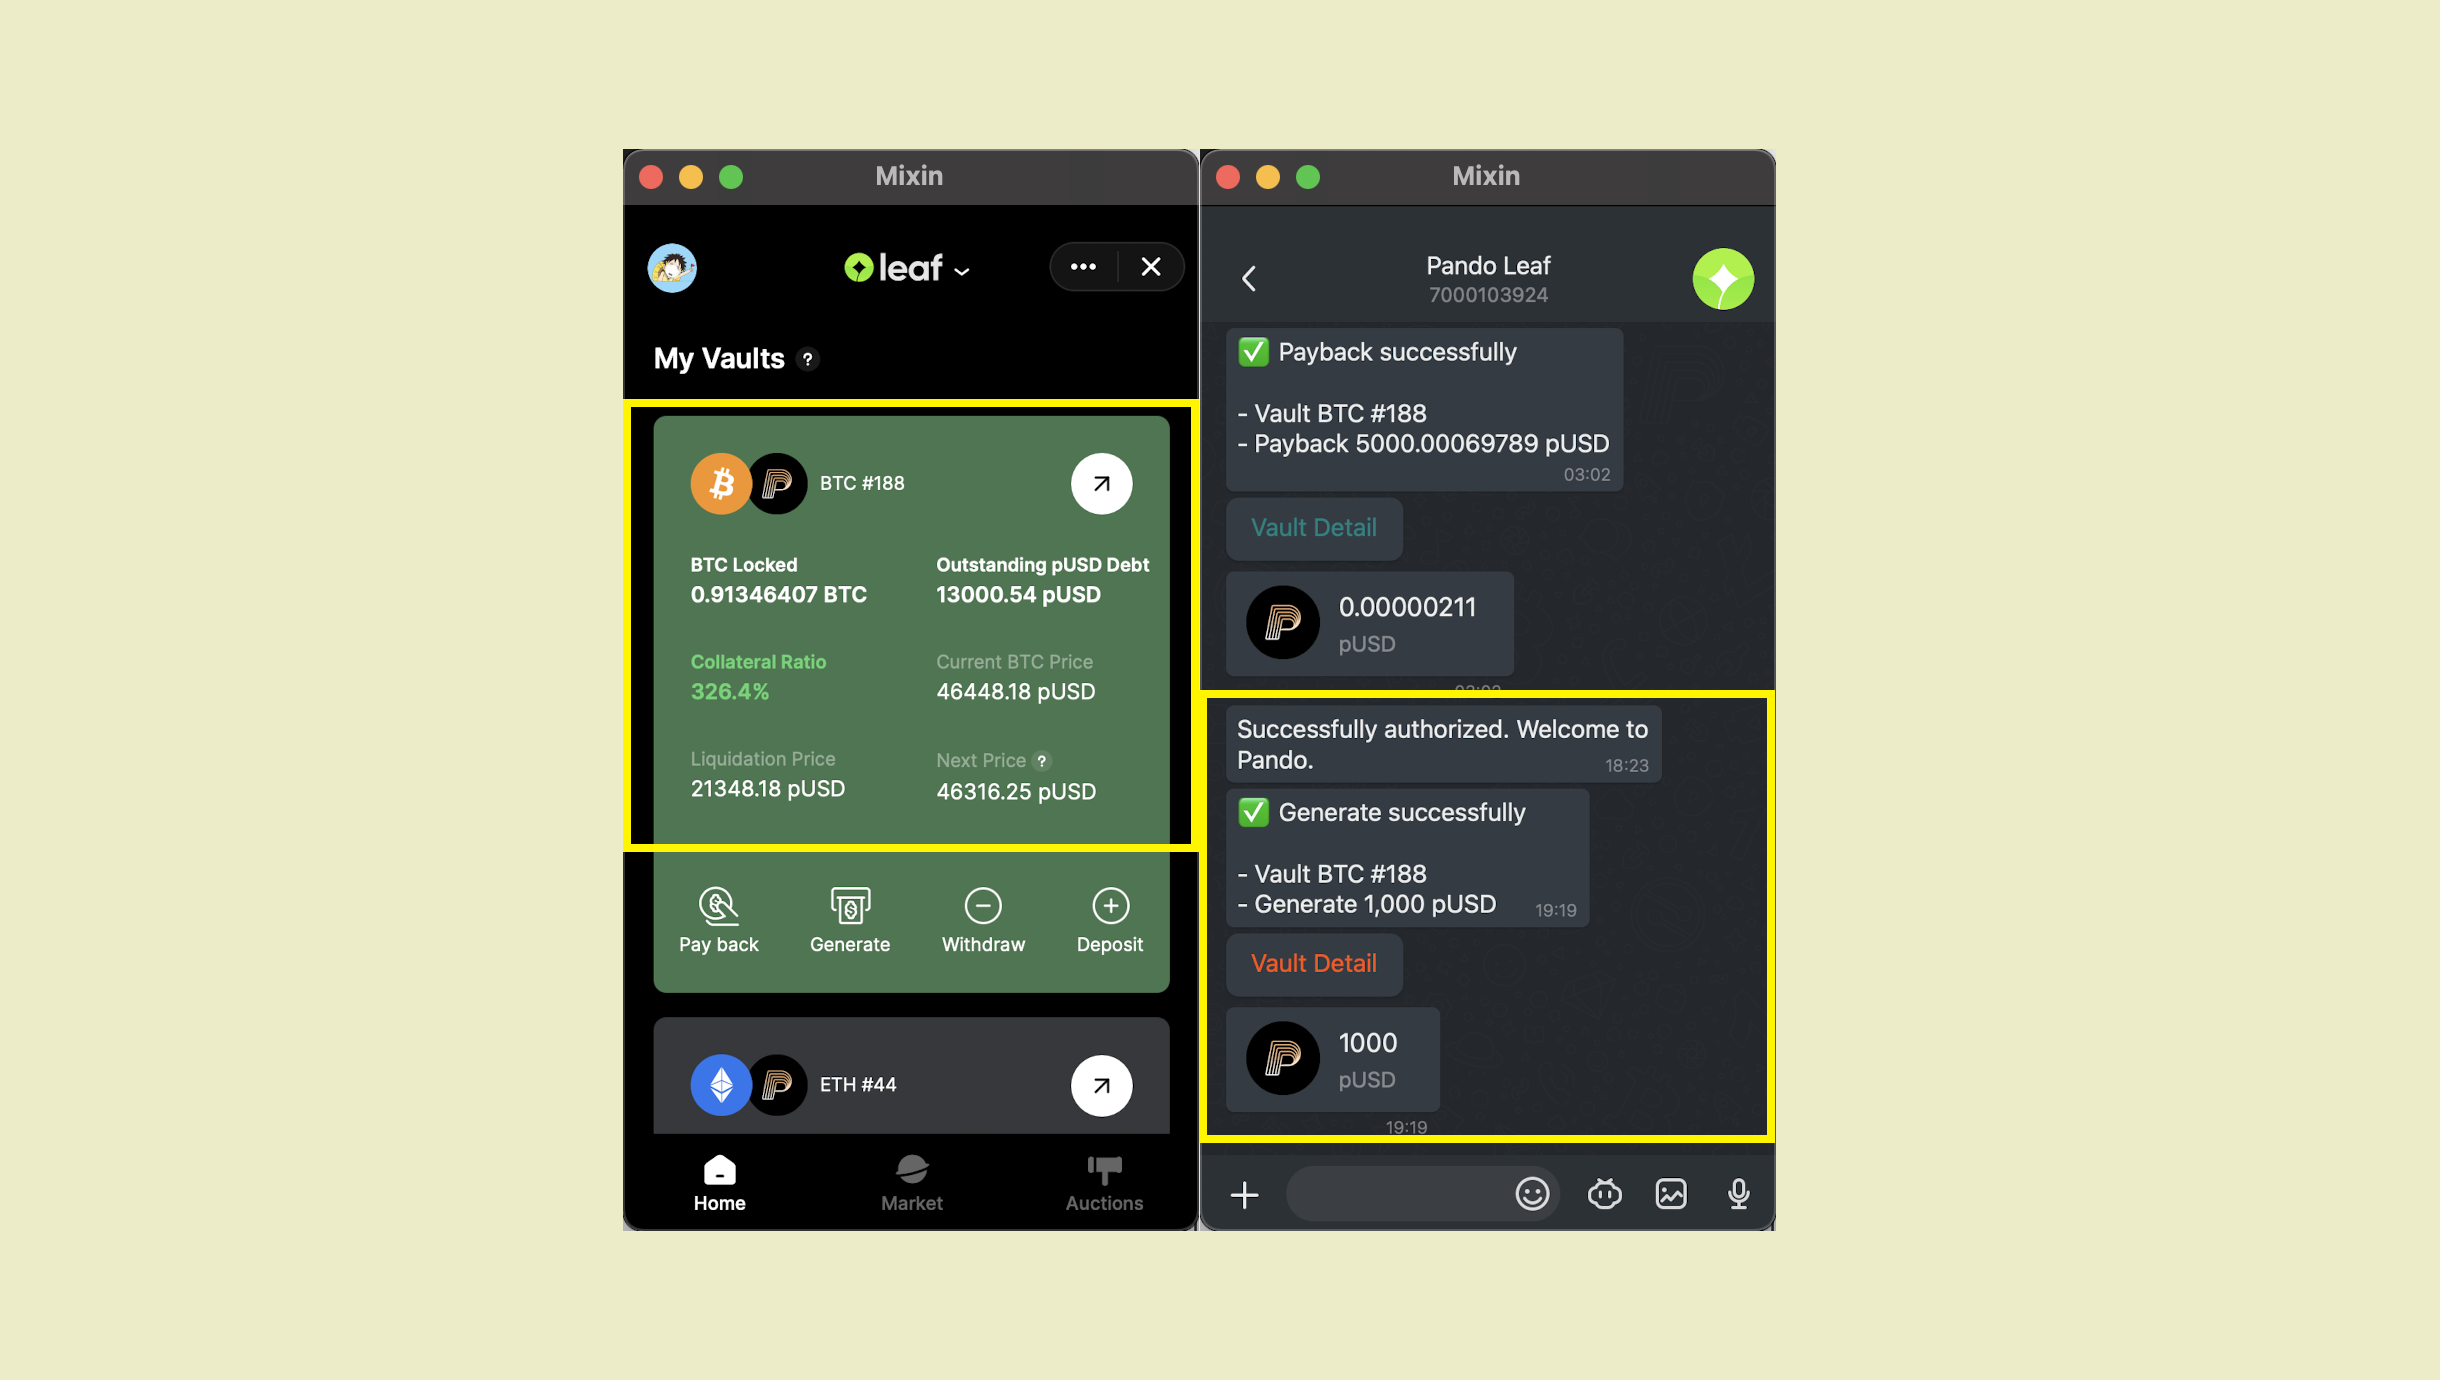 Mixin
leaf
My Vaults ?
BTC #188
BTC Locked
0.91346407 BTC
Outstanding pUSD Debt
13000.54 pUSD
Collateral Ratio
326.4%
Current BTC Price
46448.18 pUSD
Liquidation Price
21348.18 pUSD
Next Price ?
46316.25 pUSD
Pay back
Generate
Withdraw
Deposit
ETH #44
Home
Market
Auctions
Mixin
Pando Leaf
7000103924
✅ Payback successfully
- Vault BTC #188
- Payback 5000.00069789 pUSD
03:02
Vault Detail
0.00000211
pUSD
03:02
Successfully authorized. Welcome to
Pando.
18:23
✅ Generate successfully
- Vault BTC #188
- Generate 1,000 pUSD
19:19
Vault Detail
1000
pUSD
19:19